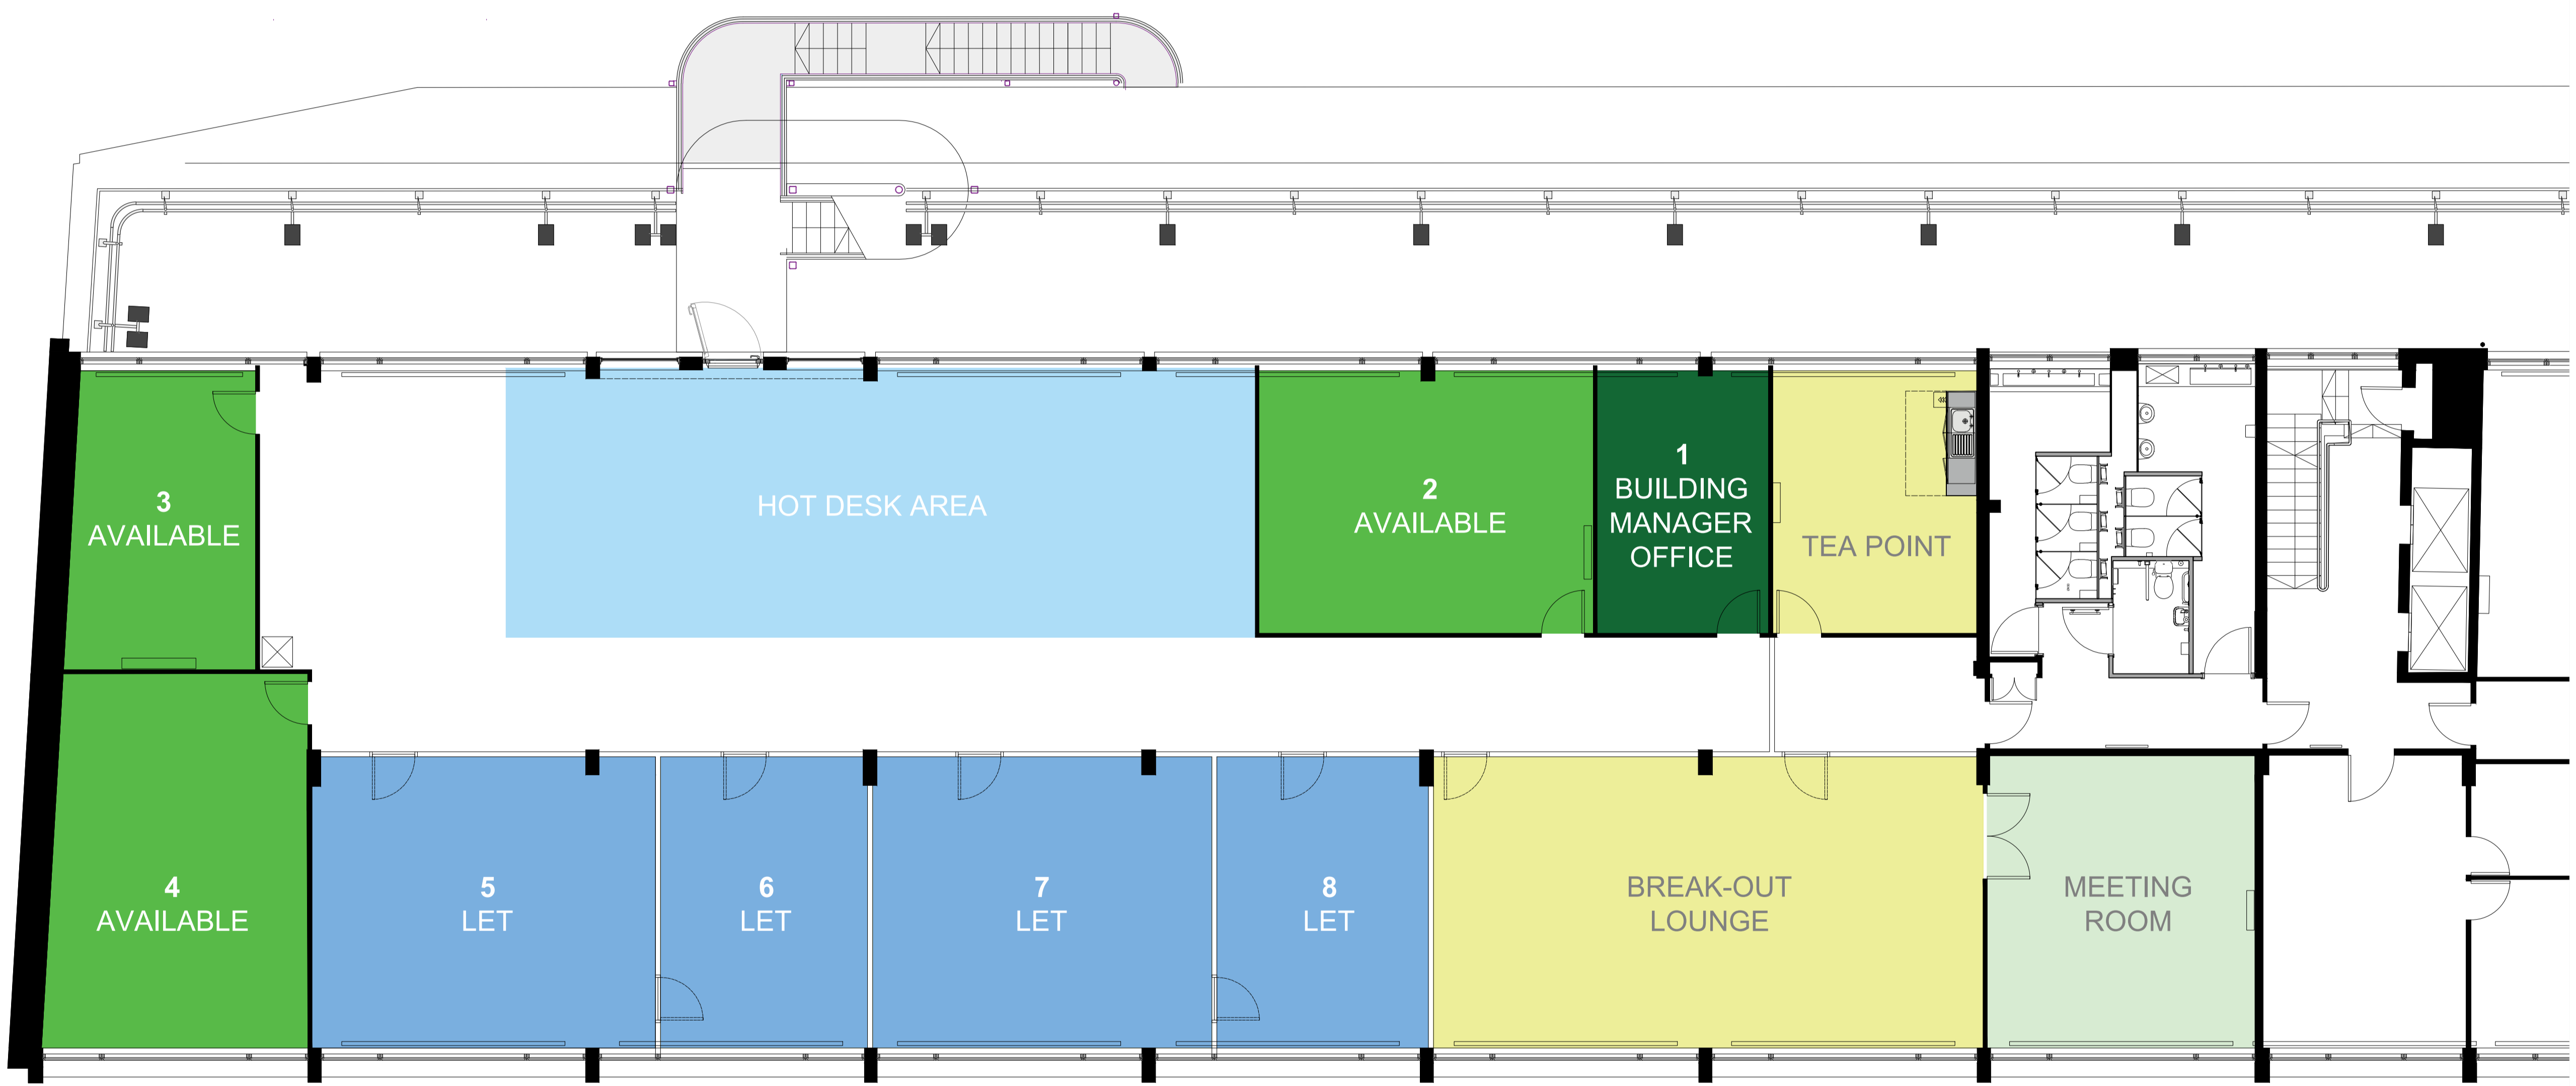 3
AVAILABLE
HOT DESK AREA
2
AVAILABLE
1
BUILDING
MANAGER
OFFICE
TEA POINT
4
AVAILABLE
5
LET
6
LET
7
LET
8
LET
BREAK-OUT
LOUNGE
MEETING
ROOM